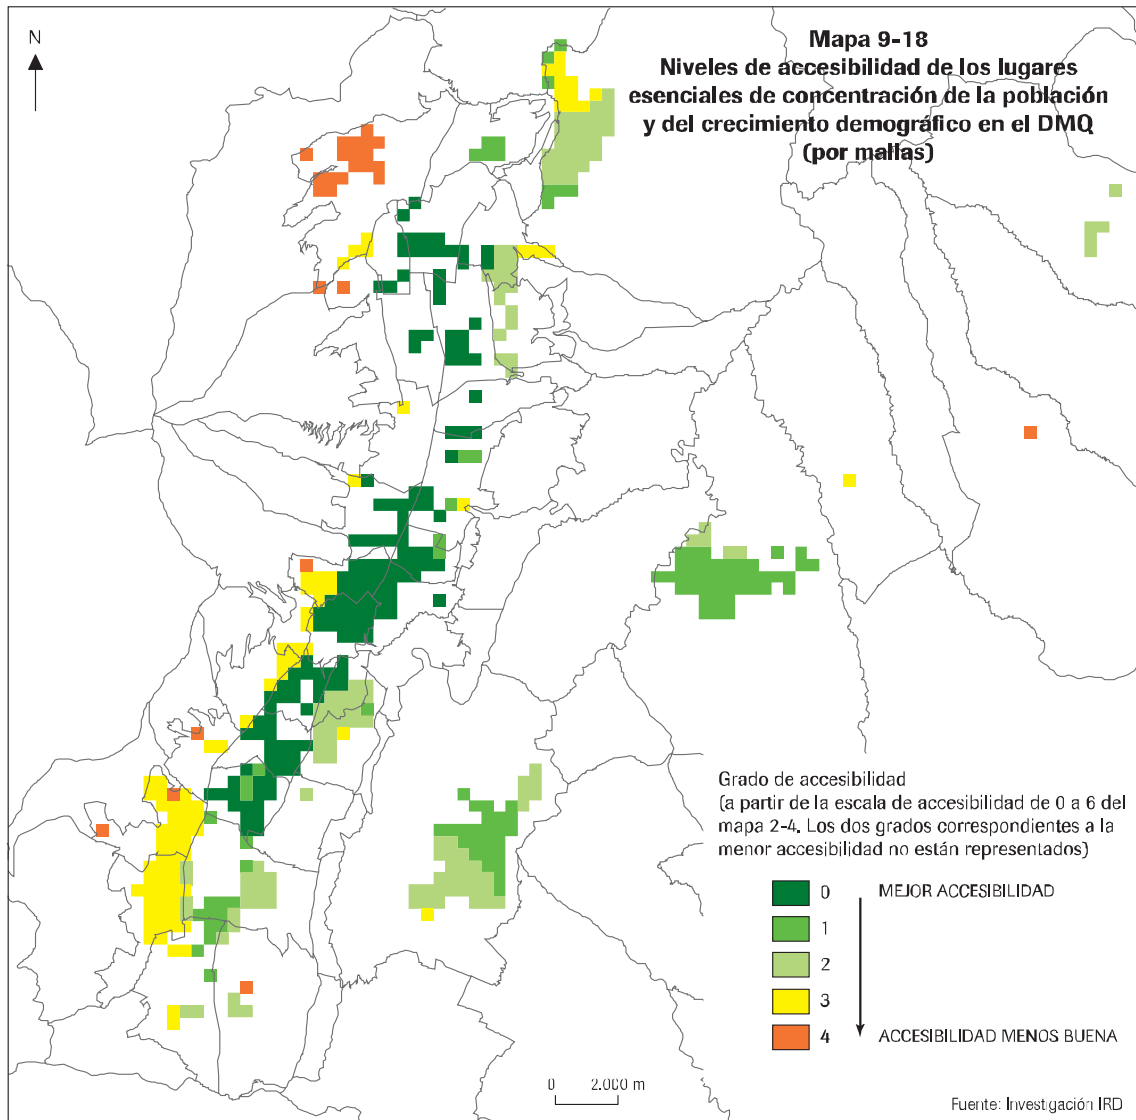 N
Mapa 9-18
Niveles de accesibilidad de los lugares
esenciales de concentración de la población
y del crecimiento demográfico en el DMQ
(por mallas)
Grado de accesibilidad
(a partir de la escala de accesibilidad de 0 a 6 del
mapa 2-4. Los dos grados correspondientes a la
menor accesibilidad no están representados)
0 MEJOR ACCESIBILIDAD
1
2
3
4 ACCESIBILIDAD MENOS BUENA
0 2.000 m
Fuente: Investigación IRD